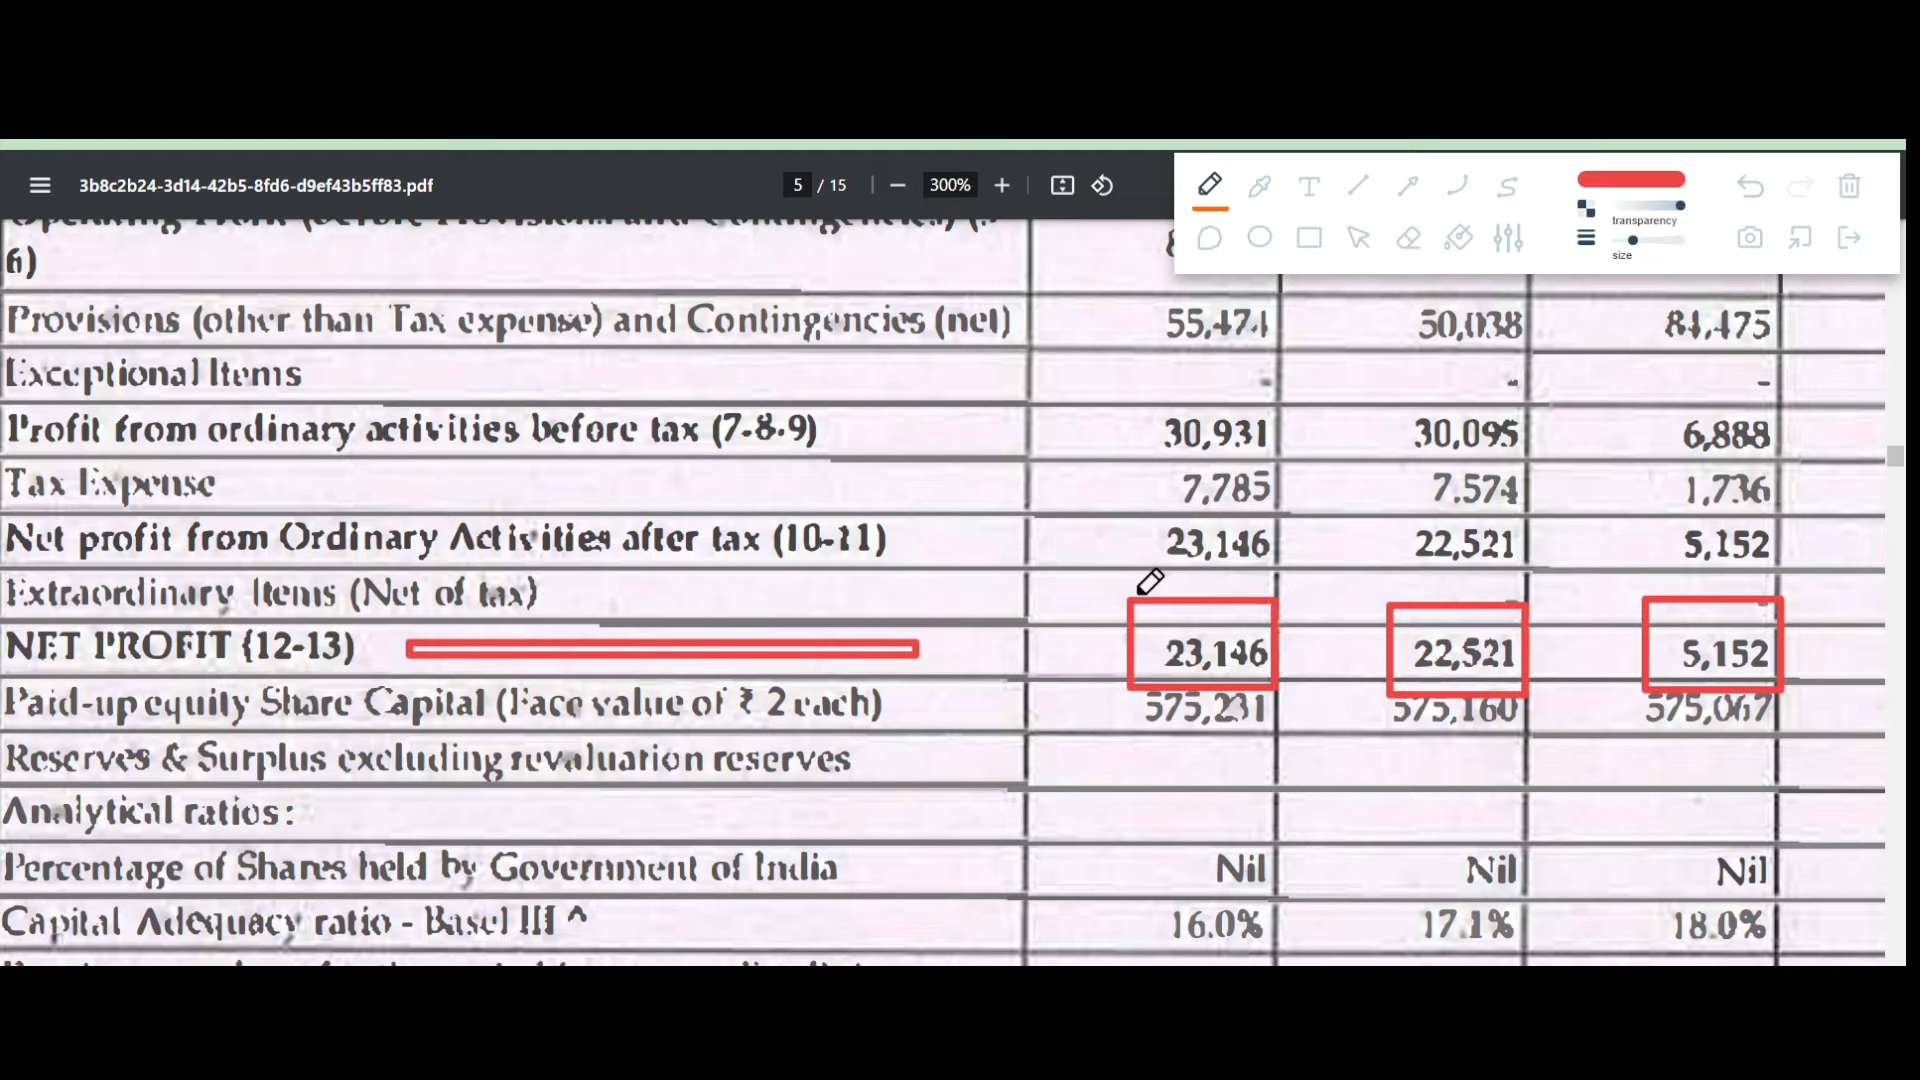 3b8c2b24-3d14-42b5-8fd6-d9ef43b5ff83.pdf
5 / 15
300%
transparency
size
Operating Profit (before Provisions and Contingencies) (
6)
Provisions (other than Tax expense) and Contingencies (net) 55,474 50,038 84,475
Exceptional Items - - -
Profit from ordinary activities before tax (7-8-9) 30,931 30,095 6,888
Tax Expense 7,785 7,574 1,736
Net profit from Ordinary Activities after tax (10-11) 23,146 22,521 5,152
Extraordinary Items (Net of tax) - -
NET PROFIT (12-13) 23,146 22,521 5,152
Paid-up equity Share Capital (Face value of ₹ 2 each) 575,231 575,160 575,067
Reserves & Surplus excluding revaluation reserves
Analytical ratios:
Percentage of Shares held by Government of India Nil Nil Nil
Capital Adequacy ratio - Basel III ^ 16.0% 17.1% 18.0%